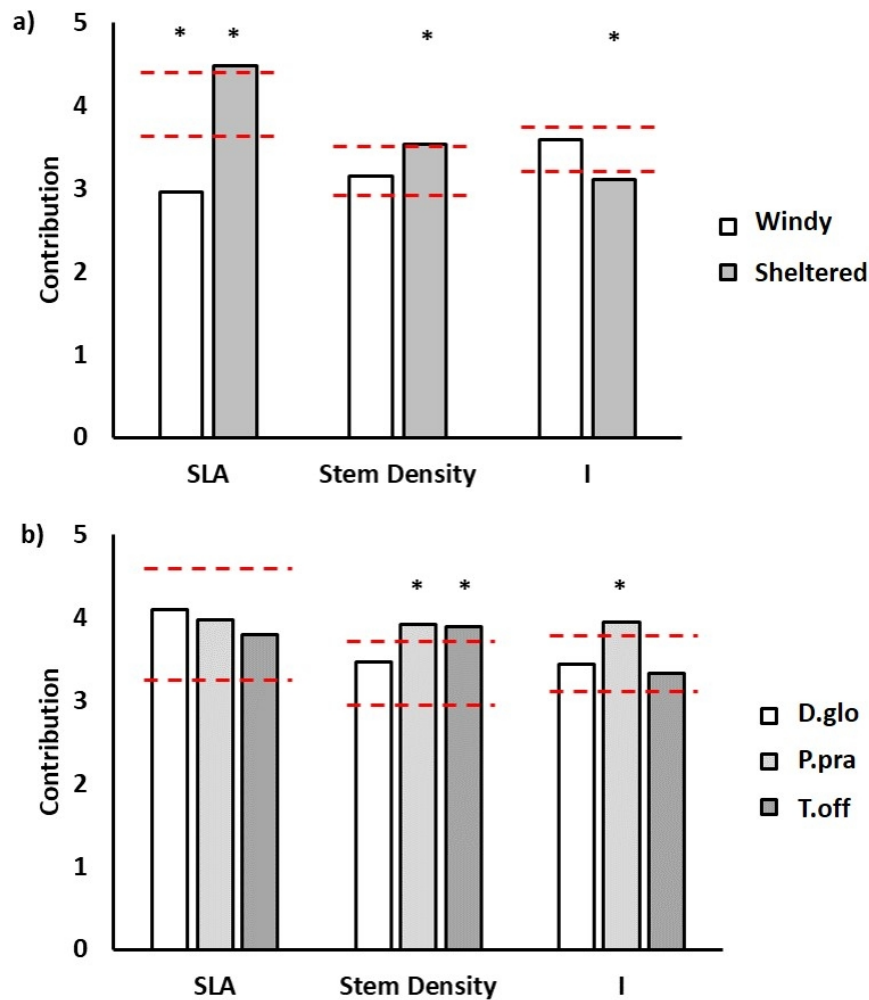 a)
5
4
3
2
1
0
Contribution
* * * *
SLA Stem Density I
Windy
Sheltered
b)
5
4
3
2
1
0
Contribution
* * *
SLA Stem Density I
D.glo
P.pra
T.off